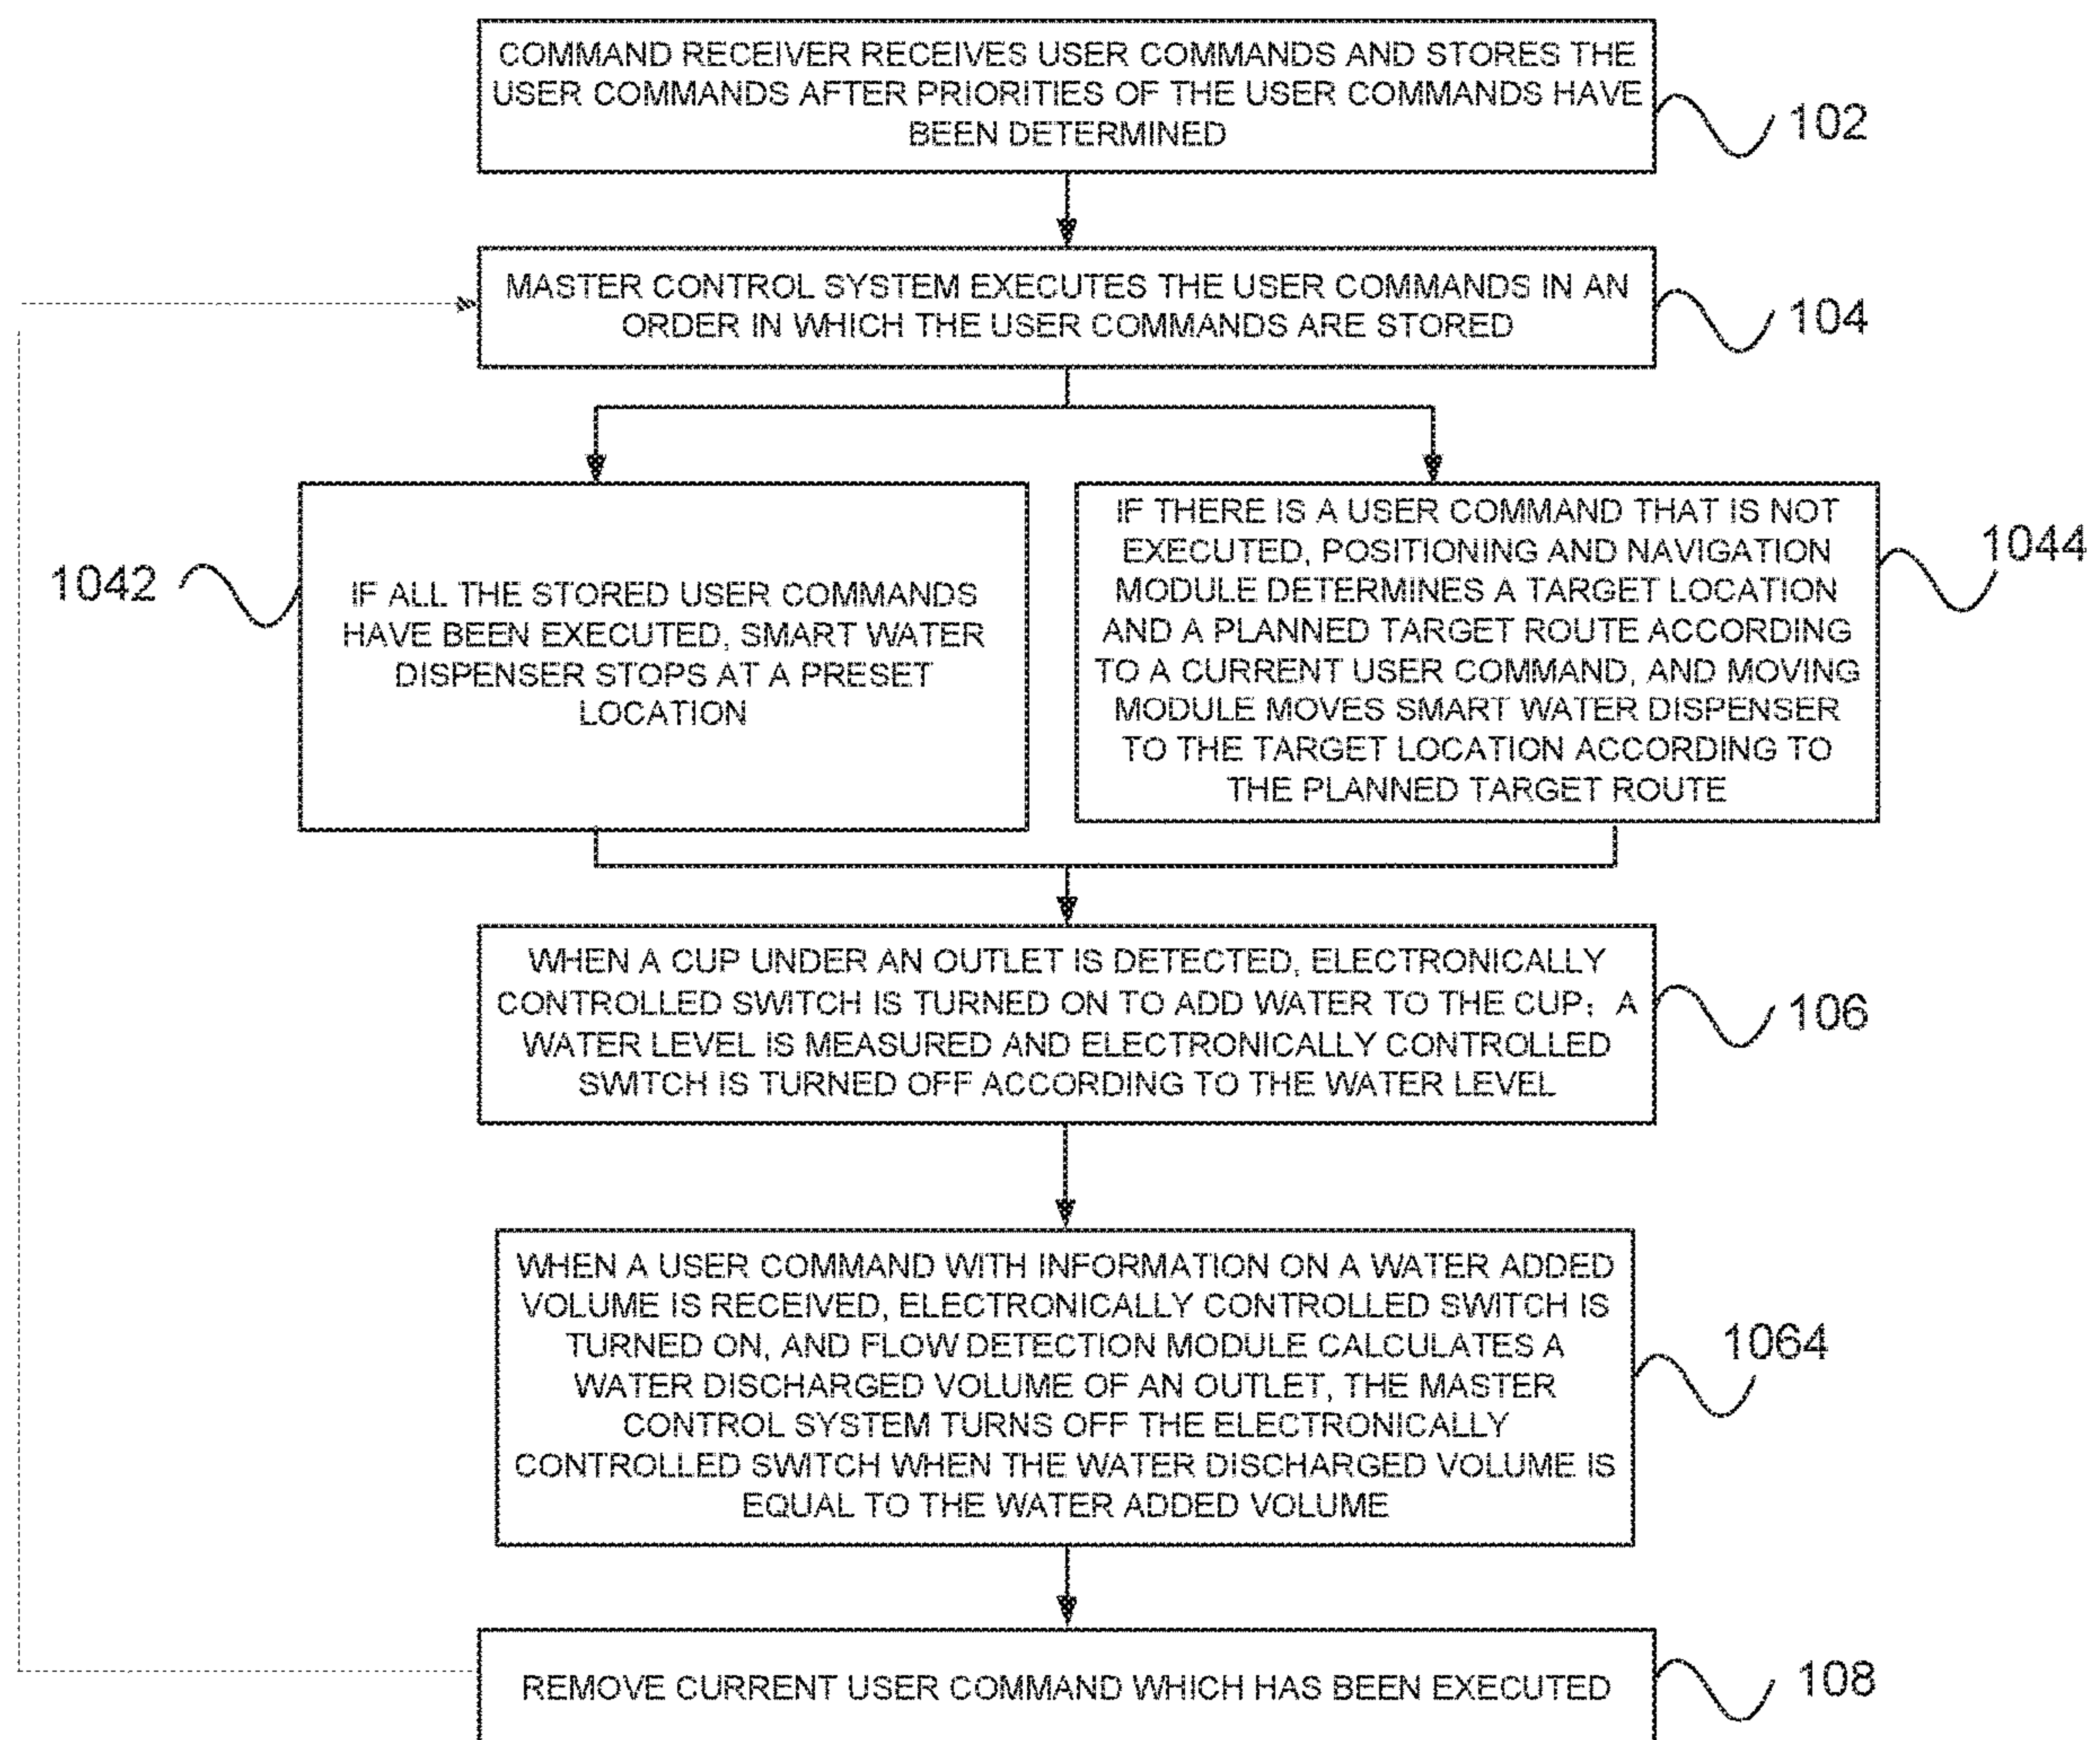 COMMAND RECEIVER RECEIVES USER COMMANDS AND STORES THE
USER COMMANDS AFTER PRIORITIES OF THE USER COMMANDS HAVE
BEEN DETERMINED
102
MASTER CONTROL SYSTEM EXECUTES THE USER COMMANDS IN AN
ORDER IN WHICH THE USER COMMANDS ARE STORED
104
1042
IF ALL THE STORED USER COMMANDS
HAVE BEEN EXECUTED, SMART WATER
DISPENSER STOPS AT A PRESET
LOCATION
IF THERE IS A USER COMMAND THAT IS NOT
EXECUTED, POSITIONING AND NAVIGATION
MODULE DETERMINES A TARGET LOCATION
AND A PLANNED TARGET ROUTE ACCORDING
TO A CURRENT USER COMMAND, AND MOVING
MODULE MOVES SMART WATER DISPENSER
TO THE TARGET LOCATION ACCORDING TO
THE PLANNED TARGET ROUTE
1044
WHEN A CUP UNDER AN OUTLET IS DETECTED, ELECTRONICALLY
CONTROLLED SWITCH IS TURNED ON TO ADD WATER TO THE CUP; A
WATER LEVEL IS MEASURED AND ELECTRONICALLY CONTROLLED
SWITCH IS TURNED OFF ACCORDING TO THE WATER LEVEL
106
WHEN A USER COMMAND WITH INFORMATION ON A WATER ADDED
VOLUME IS RECEIVED, ELECTRONICALLY CONTROLLED SWITCH IS
TURNED ON, AND FLOW DETECTION MODULE CALCULATES A
WATER DISCHARGED VOLUME OF AN OUTLET, THE MASTER
CONTROL SYSTEM TURNS OFF THE ELECTRONICALLY
CONTROLLED SWITCH WHEN THE WATER DISCHARGED VOLUME IS
EQUAL TO THE WATER ADDED VOLUME
1064
REMOVE CURRENT USER COMMAND WHICH HAS BEEN EXECUTED
108